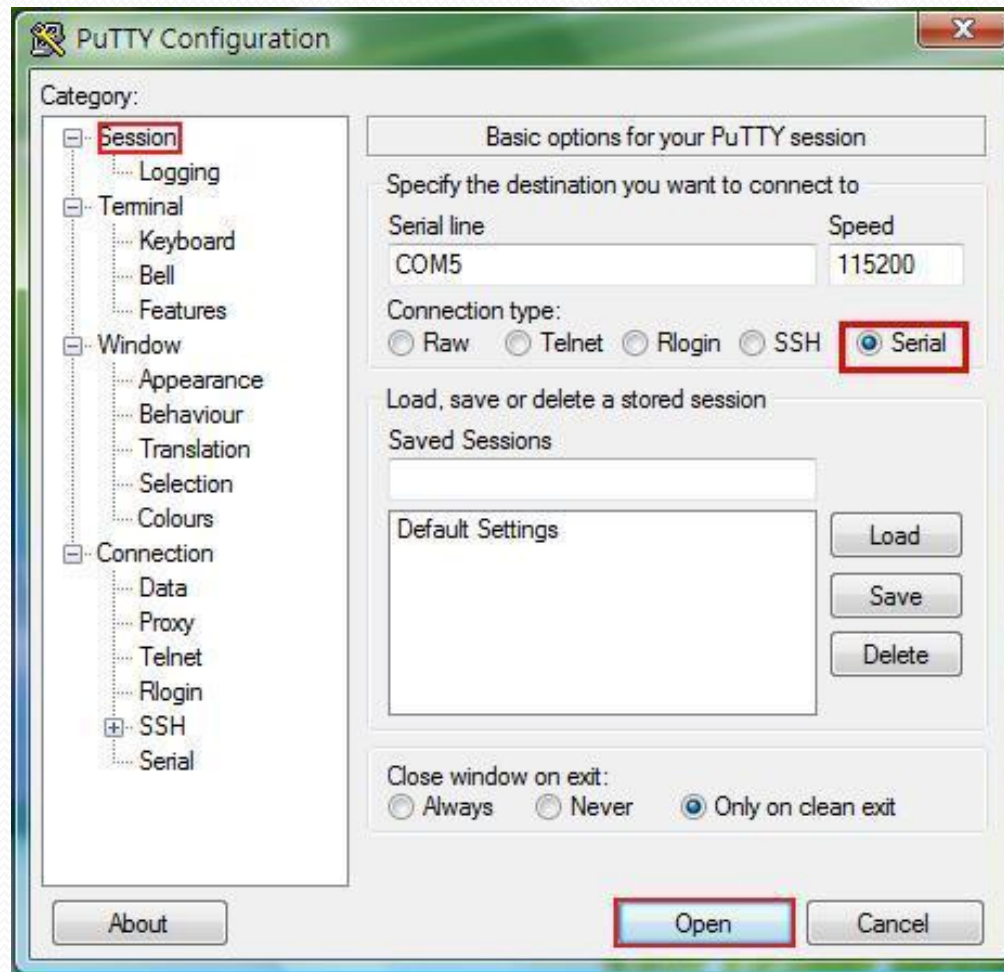 PuTTY Configuration
Category:
Session
Logging
Terminal
Keyboard
Bell
Features
Window
Appearance
Behaviour
Translation
Selection
Colours
Connection
Data
Proxy
Telnet
Rlogin
SSH
Serial
Basic options for your PuTTY session
Specify the destination you want to connect to
Serial line Speed
COM5 115200
Connection type:
Raw Telnet Rlogin SSH Serial
Load, save or delete a stored session
Saved Sessions
Default Settings
Load
Save
Delete
Close window on exit:
Always Never Only on clean exit
About Open Cancel